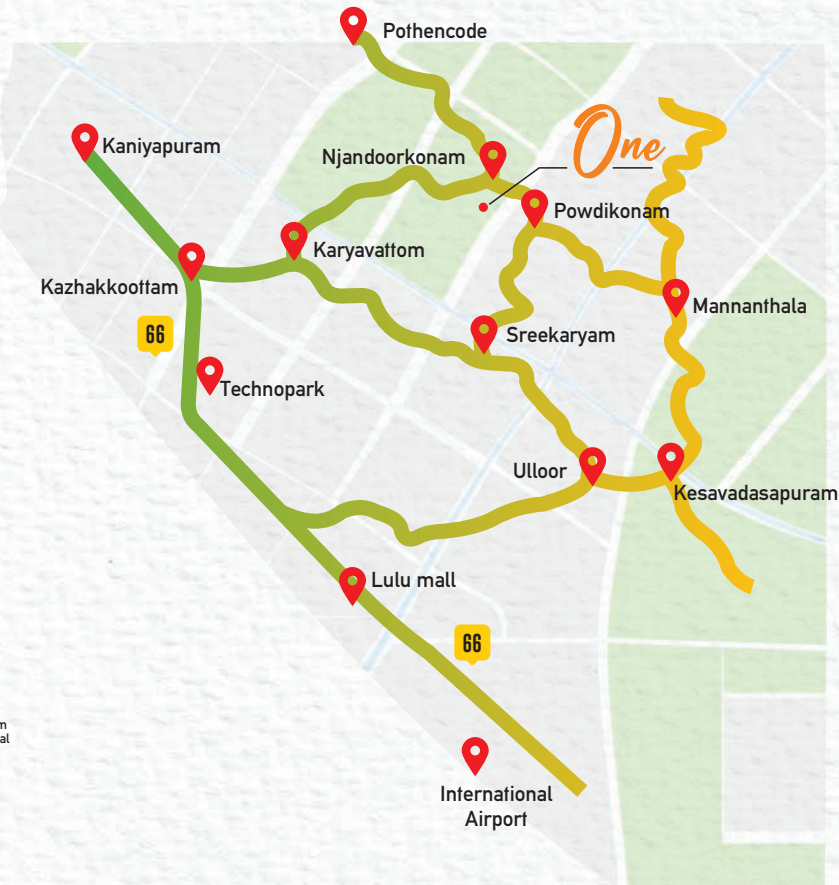 Pothencode
Kaniyapuram
One
Njandoorkonam
Powdikonam
Karyavattom
Kazhakkoottam
Mannanthala
66
Sreekaryam
Technopark
Ulloor
Kesavadasapuram
Lulu mall
66
International
Airport